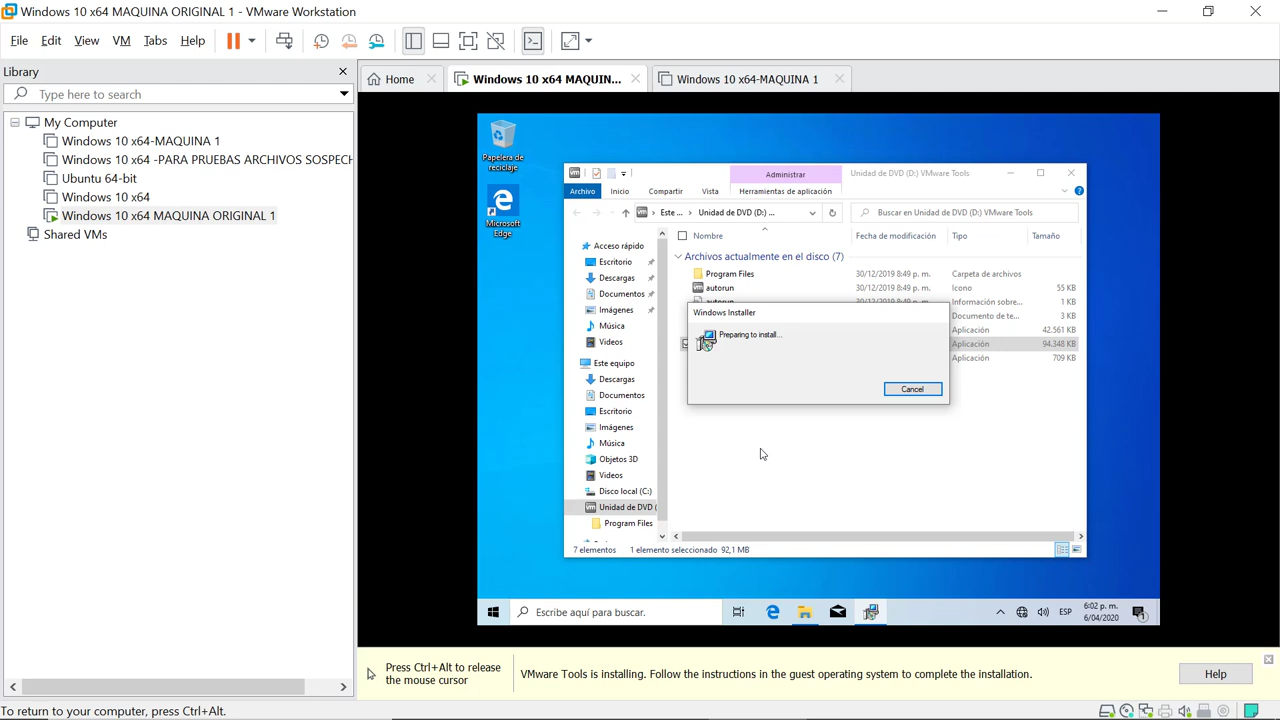 Windows 10 x64 MAQUINA ORIGINAL 1 - VMware Workstation
File Edit View VM Tabs Help
Library
Type here to search
My Computer
Windows 10 x64-MAQUINA 1
Windows 10 x64 -PARA PRUEBAS ARCHIVOS SOSPECH
Ubuntu 64-bit
Windows 10 x64
Windows 10 x64 MAQUINA ORIGINAL 1
Shared VMs
Home
Windows 10 x64 MAQUIN...
Windows 10 x64-MAQUINA 1
Papelera de
reciclaje
Microsoft
Edge
Administrar
Unidad de DVD (D:) VMware Tools
Archivo Inicio Compartir Vista Herramientas de aplicación
Este ... Unidad de DVD (D:) ...
Buscar en Unidad de DVD (D:) VMware Tools
Nombre Fecha de modificación Tipo Tamaño
Acceso rápido
Escritorio
Descargas
Documentos
Imágenes
Música
Videos
Este equipo
Descargas
Documentos
Escritorio
Imágenes
Música
Objetos 3D
Videos
Disco local (C:)
Unidad de DVD (
Program Files
Archivos actualmente en el disco (7)
Program Files 30/12/2019 8:49 p. m. Carpeta de archivos
autorun 30/12/2019 8:49 p. m. Icono 55 KB
autorun 30/12/2019 8:49 p. m. Información sobre... 1 KB
Documento de te... 3 KB
Aplicación 42.561 KB
Aplicación 94.348 KB
Aplicación 709 KB
Windows Installer
Preparing to install...
Cancel
7 elementos 1 elemento seleccionado 92,1 MB
Escribe aquí para buscar.
ESP
6:02 p. m.
6/04/2020
1
Press Ctrl+Alt to release
the mouse cursor
VMware Tools is installing. Follow the instructions in the guest operating system to complete the installation.
Help
To return to your computer, press Ctrl+Alt.